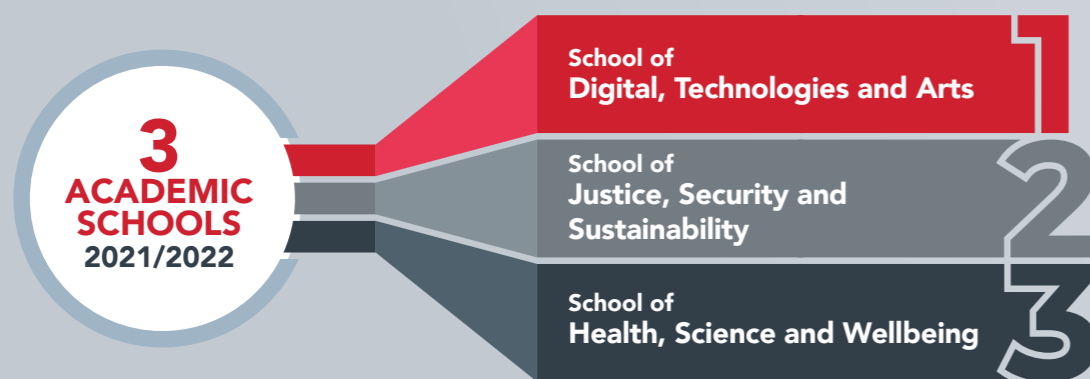 3
ACADEMIC
SCHOOLS
2021/2022
School of
Digital, Technologies and Arts
1
School of
Justice, Security and
Sustainability
2
School of
Health, Science and Wellbeing
3